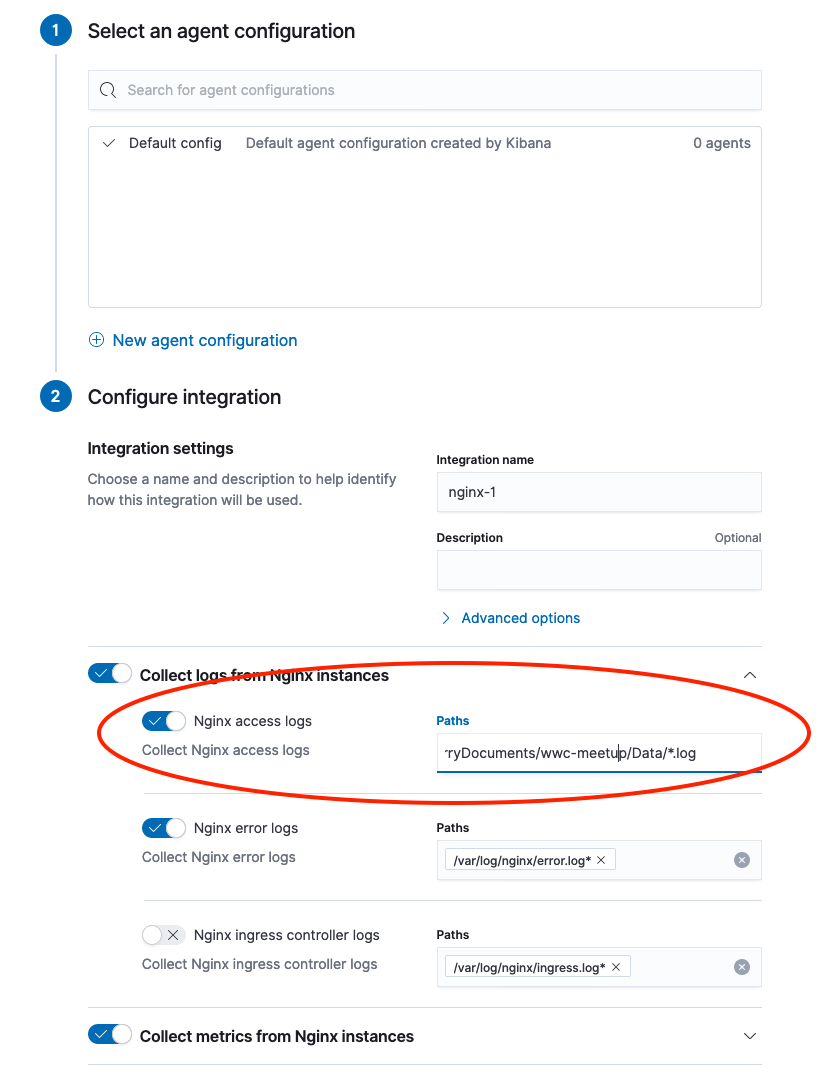 1 Select an agent configuration
Search for agent configurations
Default config Default agent configuration created by Kibana 0 agents
New agent configuration
2 Configure integration
Integration settings
Choose a name and description to help identify
how this integration will be used.
Integration name
nginx-1
Description Optional
Advanced options
Collect logs from Nginx instances
Nginx access logs
Collect Nginx access logs
Paths
rryDocuments/wwc-meetup/Data/*.log
Nginx error logs
Collect Nginx error logs
Paths
/var/log/nginx/error.log*
Nginx ingress controller logs
Collect Nginx ingress controller logs
Paths
/var/log/nginx/ingress.log*
Collect metrics from Nginx instances